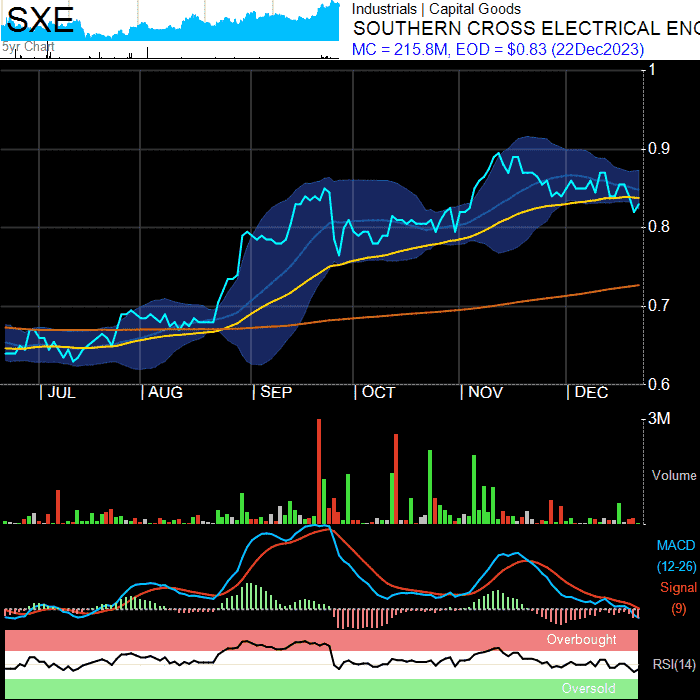 SXE
5yr Chart
Industrials | Capital Goods
SOUTHERN CROSS ELECTRICAL ENG
MC = 215.8M, EOD = $0.83 (22Dec2023)
1
0.9
0.8
0.7
0.6
JUL AUG SEP OCT NOV DEC
3M
Volume
MACD
(12-26)
Signal
(9)
Overbought
RSI(14)
Oversold